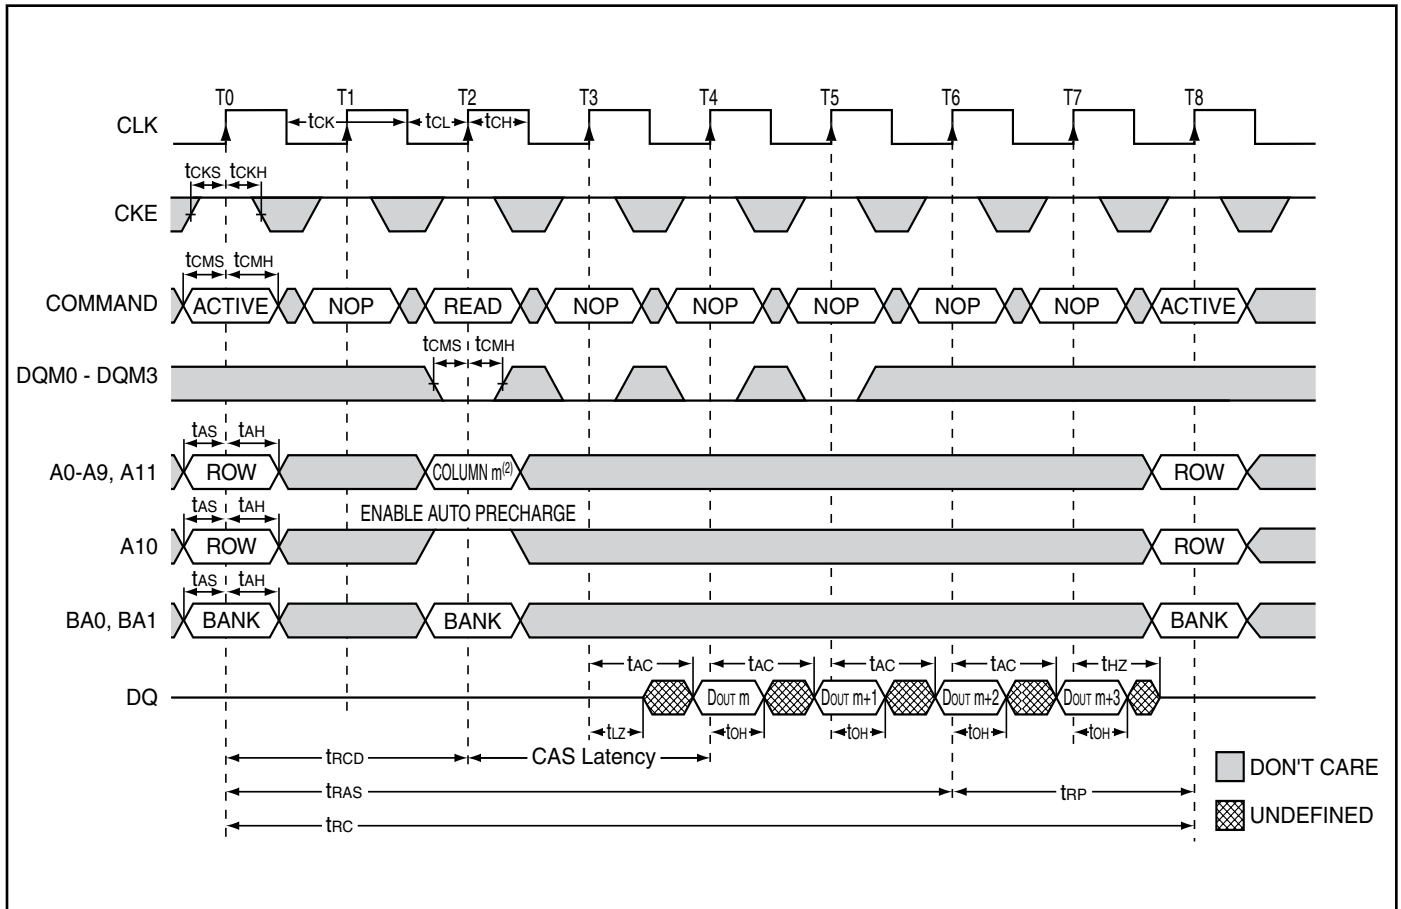 T0 T1 T2 T3 T4 T5 T6 T7 T8
CLK tCK tCL tCH
tCKS tCKH
CKE
tCMS tCMH
COMMAND ACTIVE NOP READ NOP NOP NOP NOP NOP ACTIVE
tCMS tCMH
DQM0 - DQM3
tAS tAH
A0-A9, A11 ROW COLUMN m(2) ROW
tAS tAH ENABLE AUTO PRECHARGE
A10 ROW ROW
tAS tAH
BA0, BA1 BANK BANK BANK
tAC tAC tAC tAC tHZ
DQ DOUT m DOUT m+1 DOUT m+2 DOUT m+3
tLZ tOH tOH tOH tOH
tRCD CAS Latency
DON'T CARE
tRAS tRP
UNDEFINED
tRC